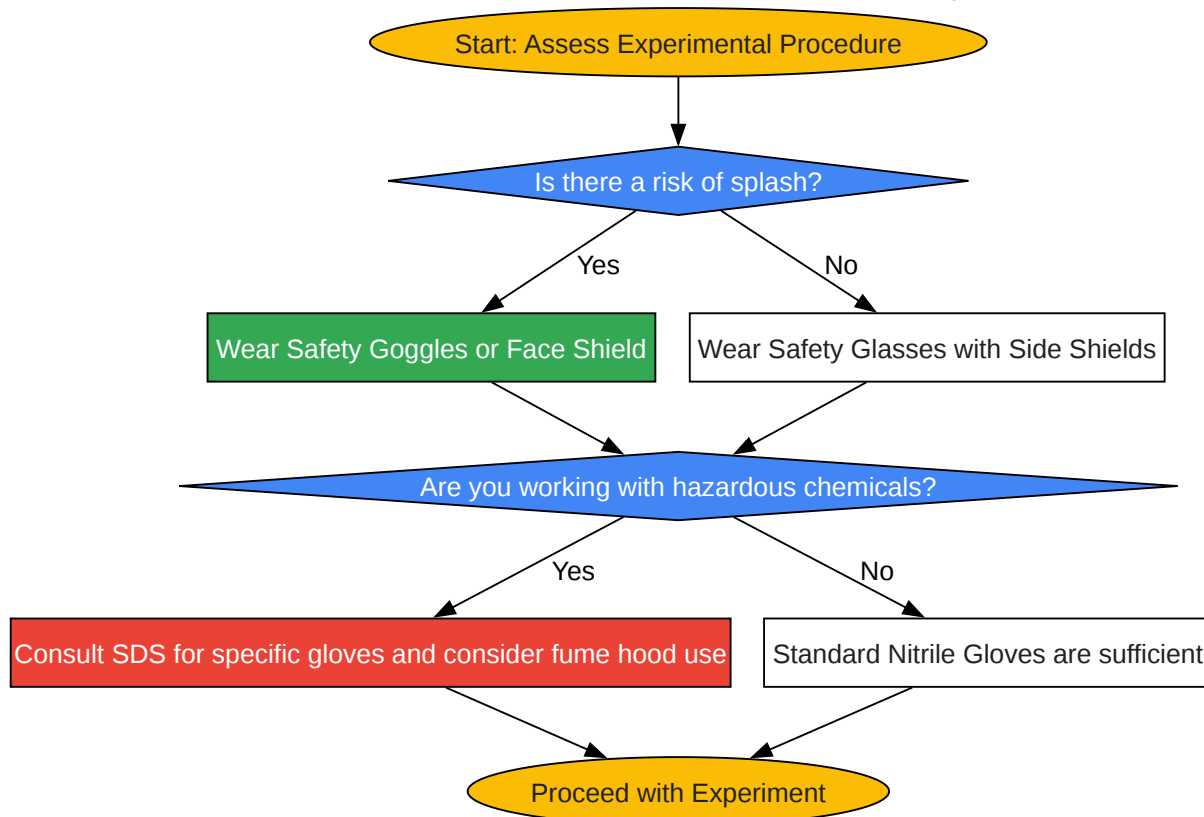 Start: Assess Experimental Procedure
Is there a risk of splash?
Yes
No
Wear Safety Goggles or Face Shield
Wear Safety Glasses with Side Shields
Are you working with hazardous chemicals?
Yes
No
Consult SDS for specific gloves and consider fume hood use
Standard Nitrile Gloves are sufficient
Proceed with Experiment